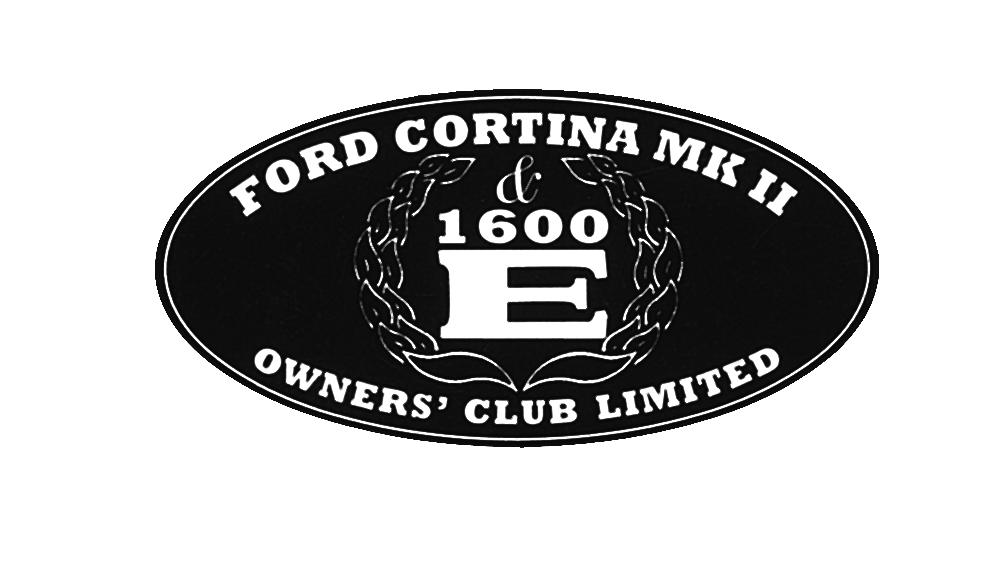 FORD CORTINA MK II
&
1600
E
OWNERS' CLUB LIMITED